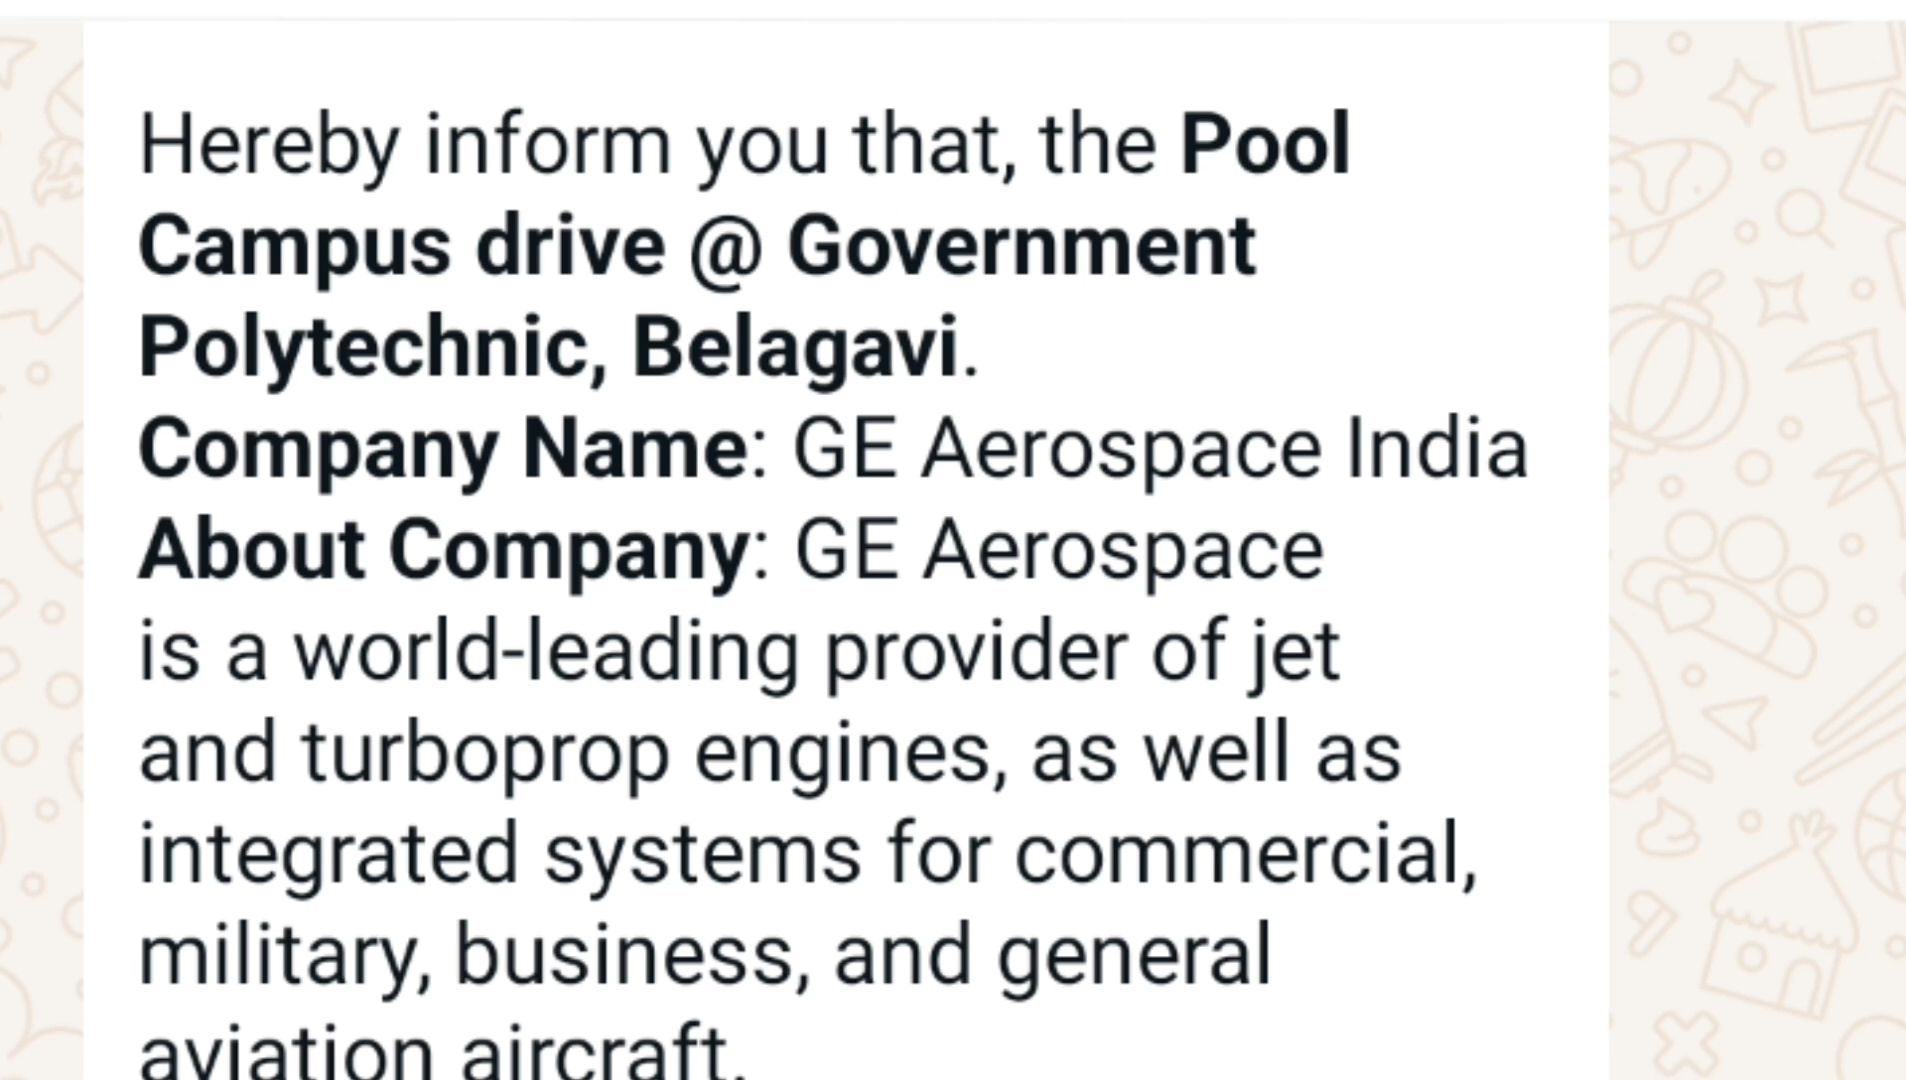 Hereby inform you that, the Pool
Campus drive @ Government
Polytechnic, Belagavi.
Company Name: GE Aerospace India
About Company: GE Aerospace
is a world-leading provider of jet
and turboprop engines, as well as
integrated systems for commercial,
military, business, and general
aviation aircraft.